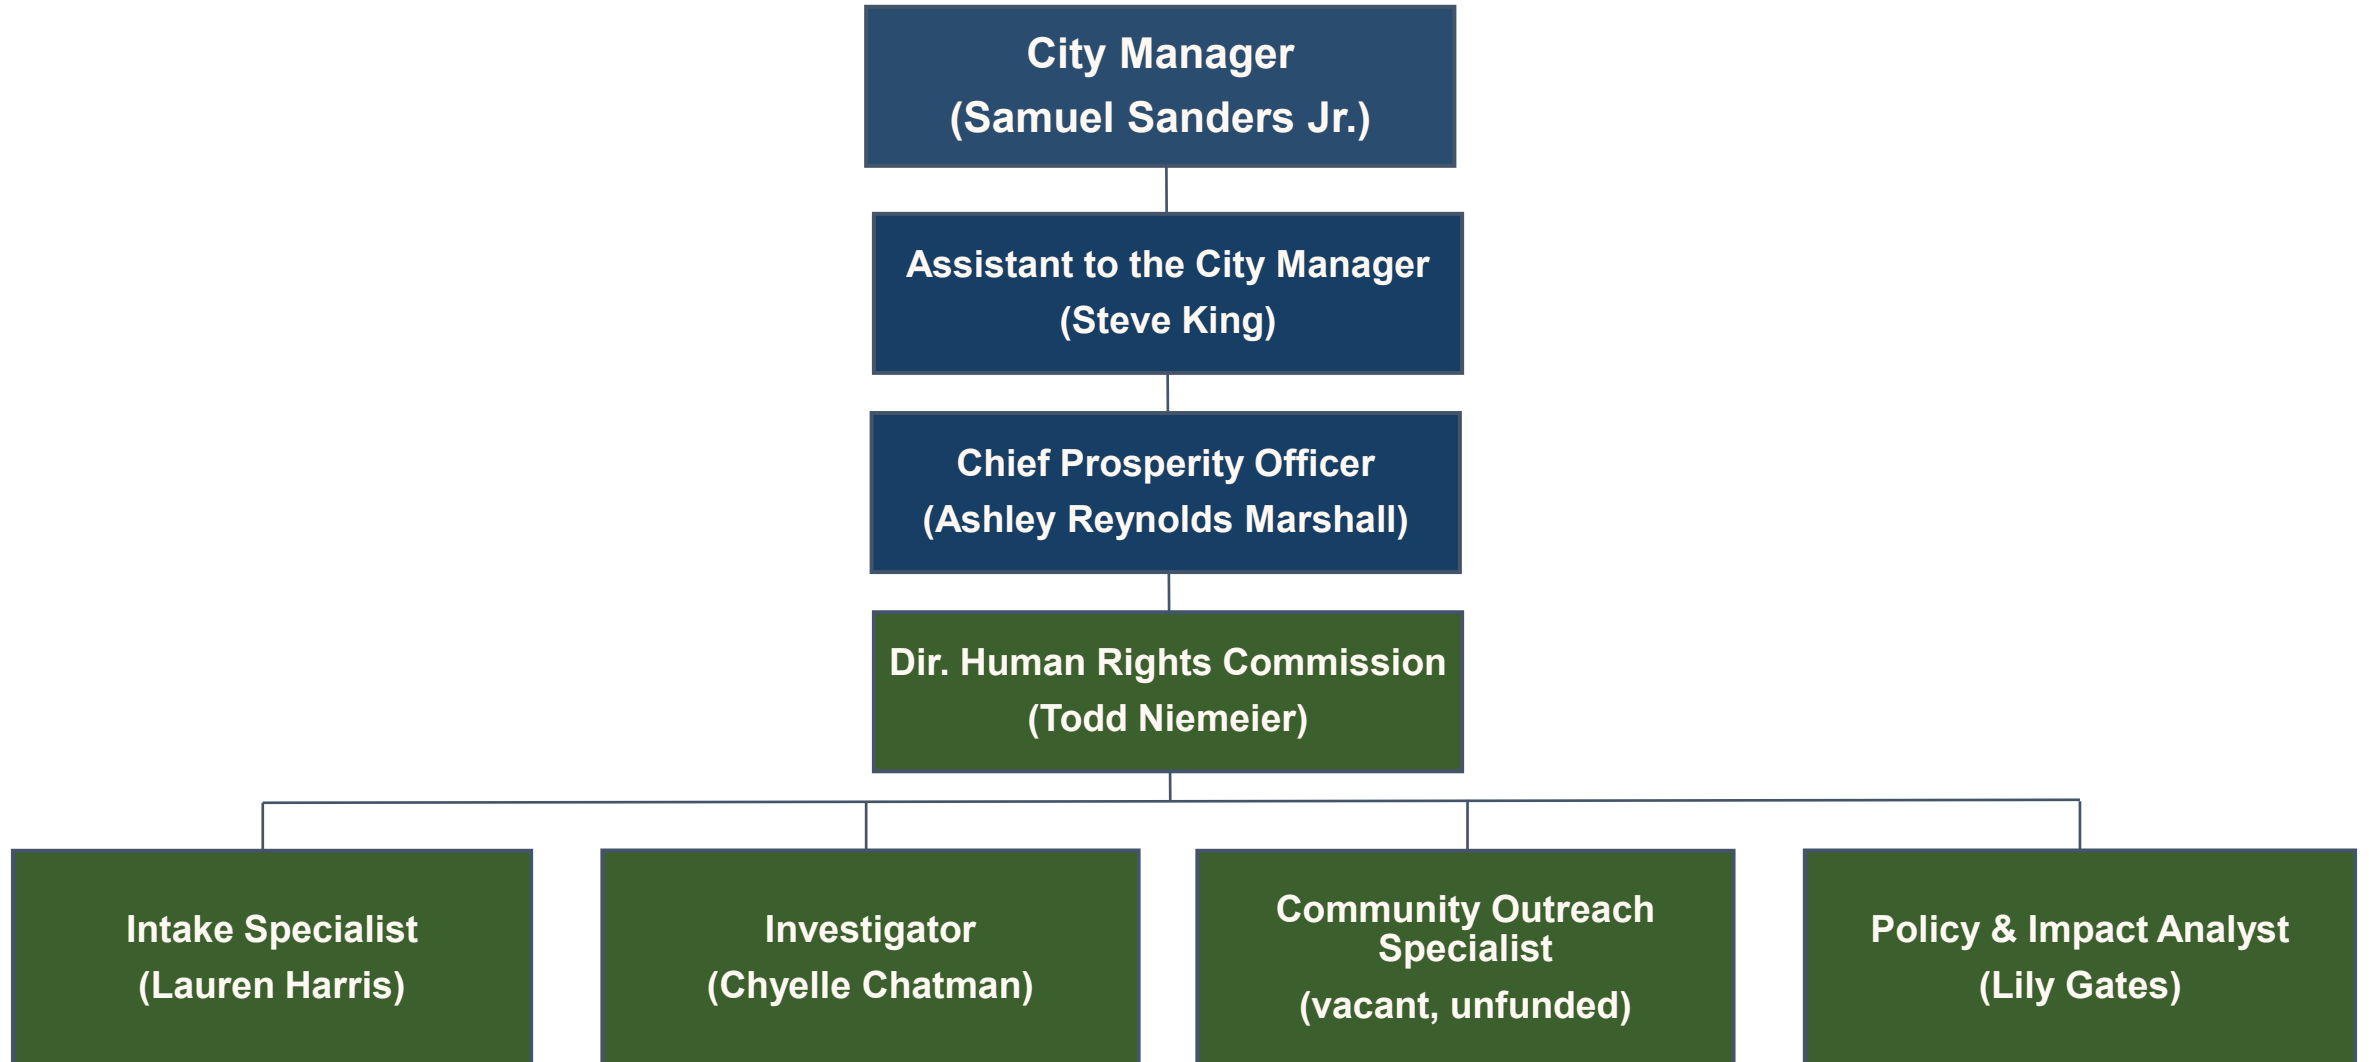 City Manager
(Samuel Sanders Jr.)
Assistant to the City Manager
(Steve King)
Chief Prosperity Officer
(Ashley Reynolds Marshall)
Dir. Human Rights Commission
(Todd Niemeier)
Intake Specialist
(Lauren Harris)
Investigator
(Chyelle Chatman)
Community Outreach
Specialist
(vacant, unfunded)
Policy & Impact Analyst
(Lily Gates)